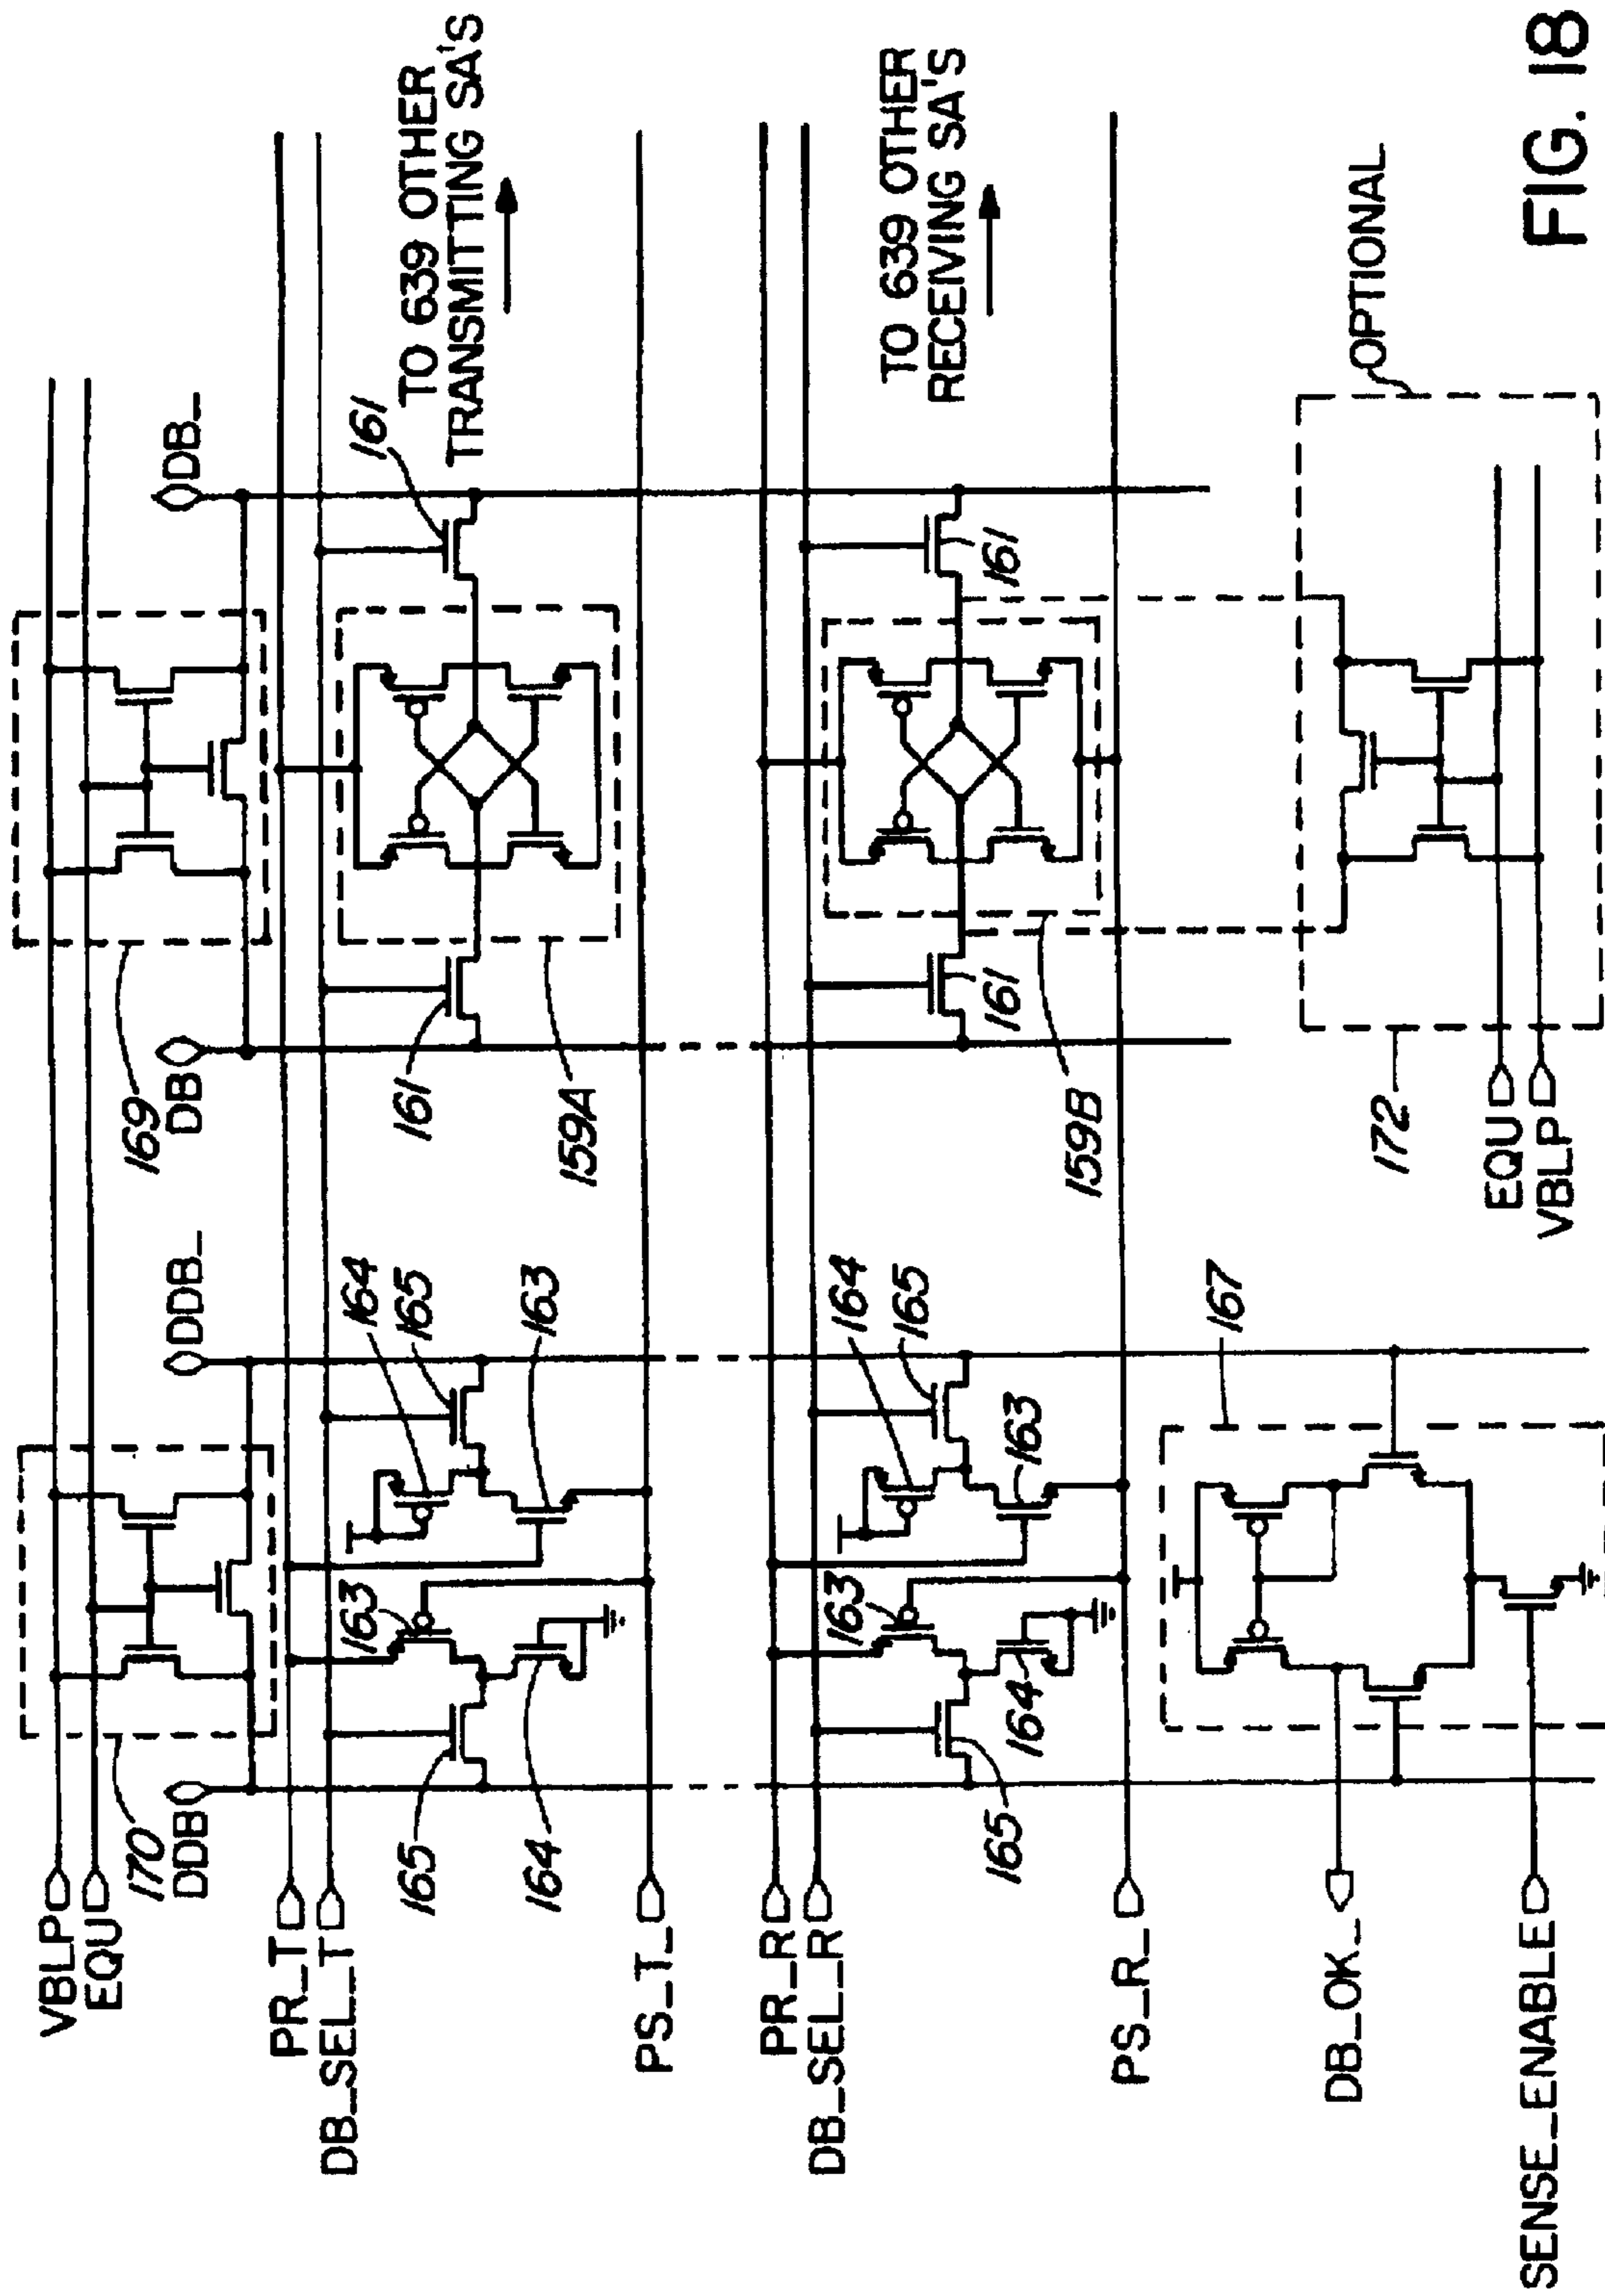 VBLP
EQU
170
DDB
DDB_
169
DB
DB_
PR_T
DB_SEL_T
165
164
163
164
165
163
161
159A
161
TO 639 OTHER
TRANSMITTING SA'S
PS_T_
PR_R
DB_SEL_R
165
164
163
164
165
163
161
159B
161
TO 639 OTHER
RECEIVING SA'S
PS_R_
167
DB_OK_
SENSE_ENABLE
172
EQU
VBLP
OPTIONAL
FIG. 18